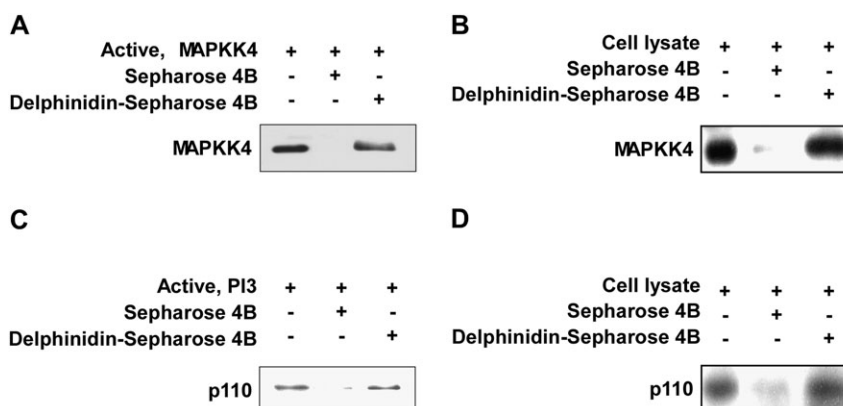 A
Active, MAPKK4 + + +
Sepharose 4B - + -
Delphinidin-Sepharose 4B - - +
MAPKK4
B
Cell lysate + + +
Sepharose 4B - + -
Delphinidin-Sepharose 4B - - +
MAPKK4
C
Active, PI3 + + +
Sepharose 4B - + -
Delphinidin-Sepharose 4B - - +
p110
D
Cell lysate + + +
Sepharose 4B - + -
Delphinidin-Sepharose 4B - - +
p110